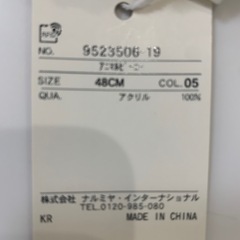 RFID
NO. 9523506-19
SIZE 48CM COL. 05
QUA. アクリル 100%
株式会社 ナルミヤ・インターナショナル
TEL.0120-985-080
KR MADE IN CHINA